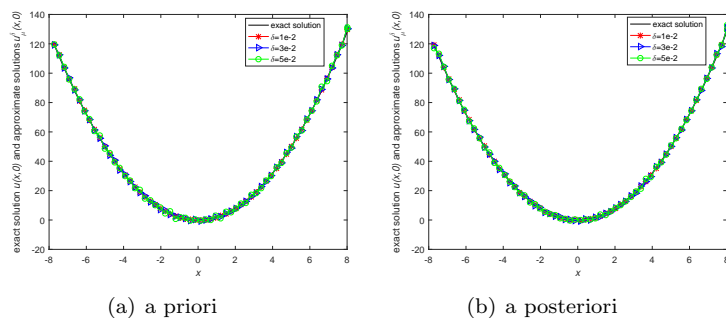 exact solution u(x,0) and approximate solutions u^δ_μ(x,0)
140
120
100
80
60
40
20
0
-20
-8 -6 -4 -2 0 2 4 6 8
x
exact solution
δ=1e-2
δ=3e-2
δ=5e-2
(a) a priori
exact solution u(x,0) and approximate solutions u^δ_μ(x,0)
140
120
100
80
60
40
20
0
-20
-8 -6 -4 -2 0 2 4 6 8
x
exact solution
δ=1e-2
δ=3e-2
δ=5e-2
(b) a posteriori